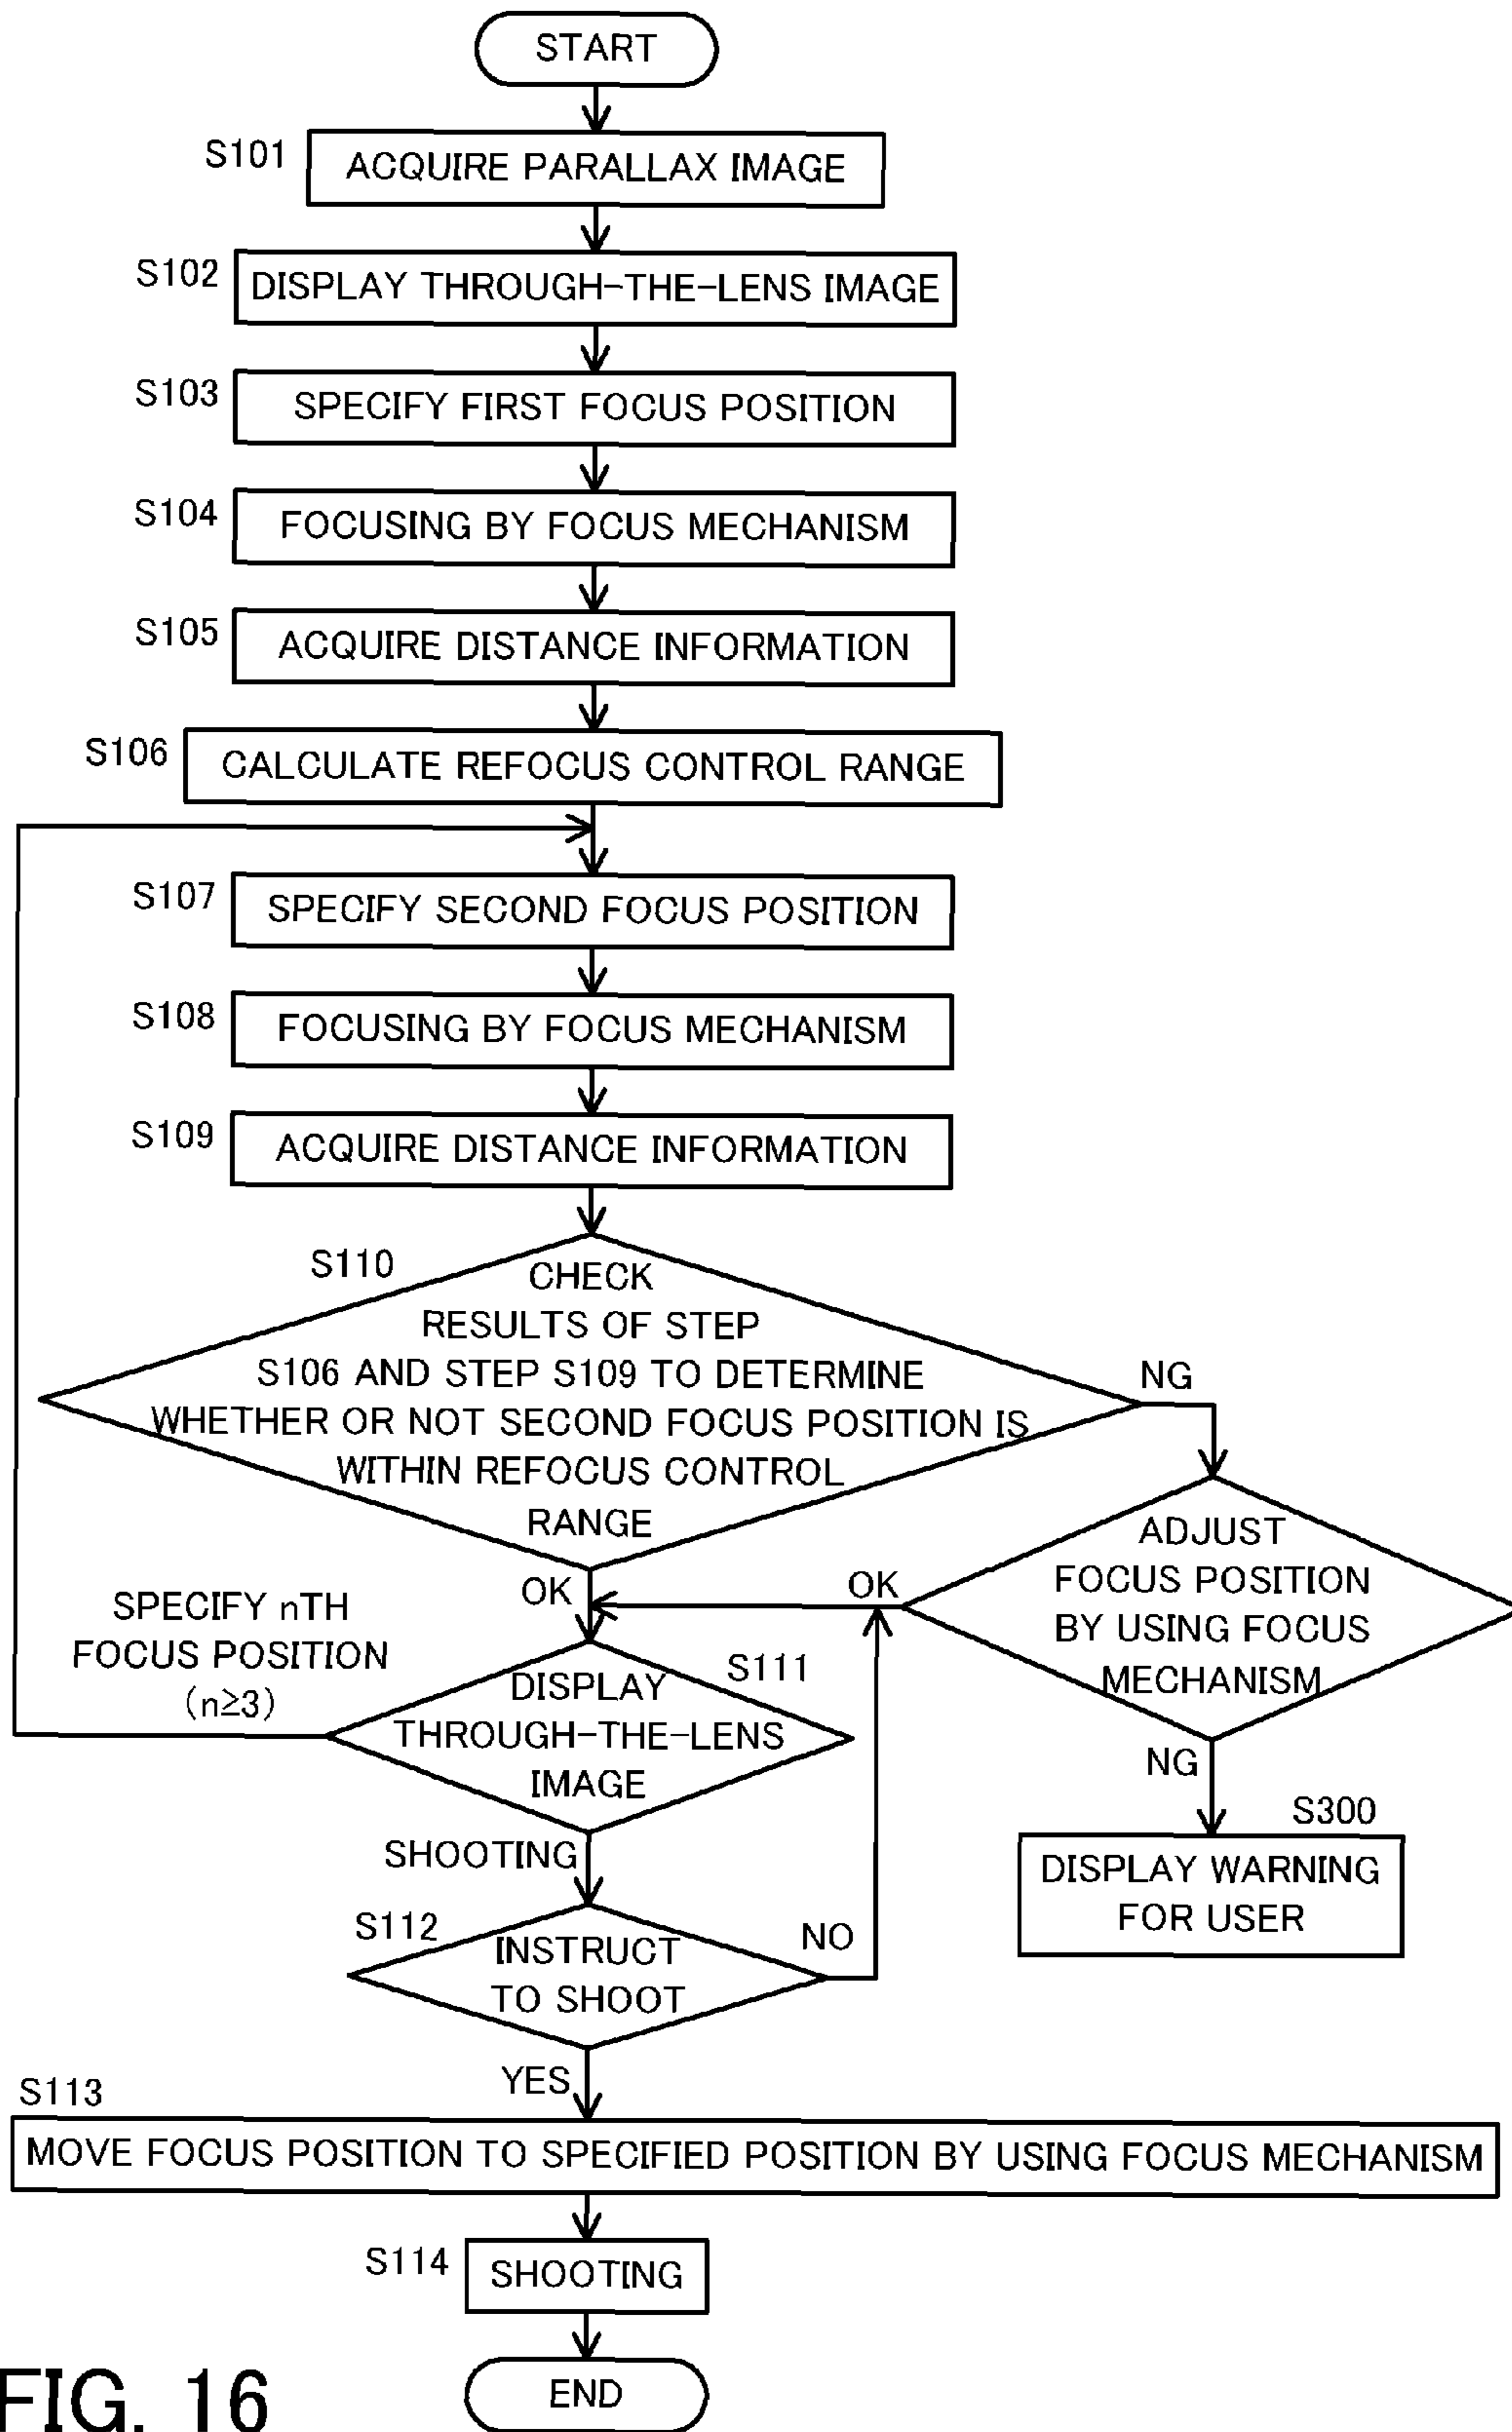 START
S101
ACQUIRE PARALLAX IMAGE
S102
DISPLAY THROUGH-THE-LENS IMAGE
S103
SPECIFY FIRST FOCUS POSITION
S104
FOCUSING BY FOCUS MECHANISM
S105
ACQUIRE DISTANCE INFORMATION
S106
CALCULATE REFOCUS CONTROL RANGE
S107
SPECIFY SECOND FOCUS POSITION
S108
FOCUSING BY FOCUS MECHANISM
S109
ACQUIRE DISTANCE INFORMATION
S110
CHECK
RESULTS OF STEP
S106 AND STEP S109 TO DETERMINE
WHETHER OR NOT SECOND FOCUS POSITION IS
WITHIN REFOCUS CONTROL
RANGE
NG
OK
ADJUST
FOCUS POSITION
BY USING FOCUS
MECHANISM
OK
NG
S300
DISPLAY WARNING
FOR USER
SPECIFY nTH
FOCUS POSITION
(n≥3)
S111
DISPLAY
THROUGH-THE-LENS
IMAGE
SHOOTING
S112
INSTRUCT
TO SHOOT
NO
YES
S113
MOVE FOCUS POSITION TO SPECIFIED POSITION BY USING FOCUS MECHANISM
S114
SHOOTING
END
FIG. 16